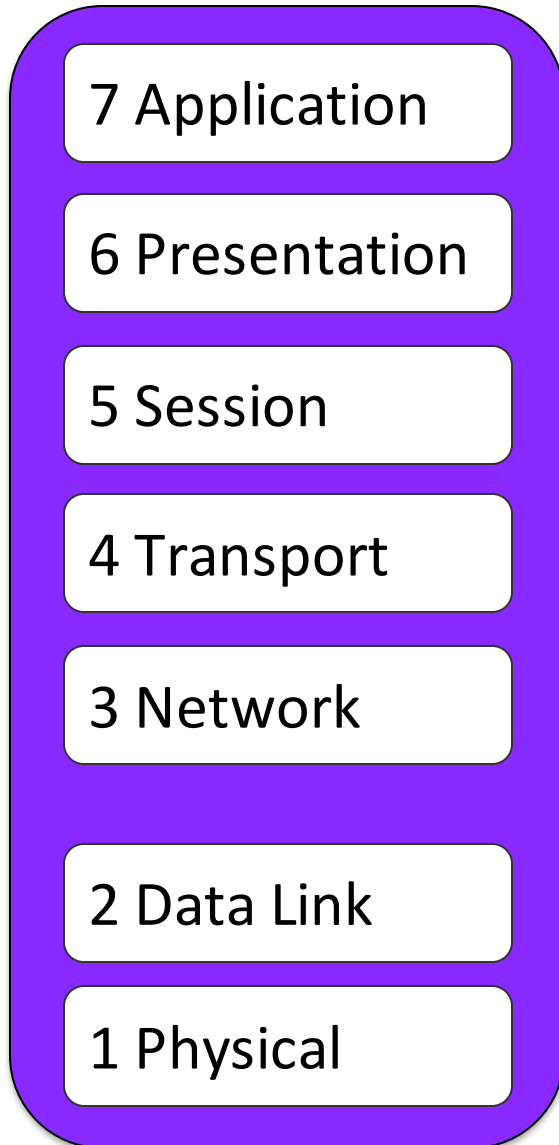 7 Application
6 Presentation
5 Session
4 Transport
3 Network
2 Data Link
1 Physical